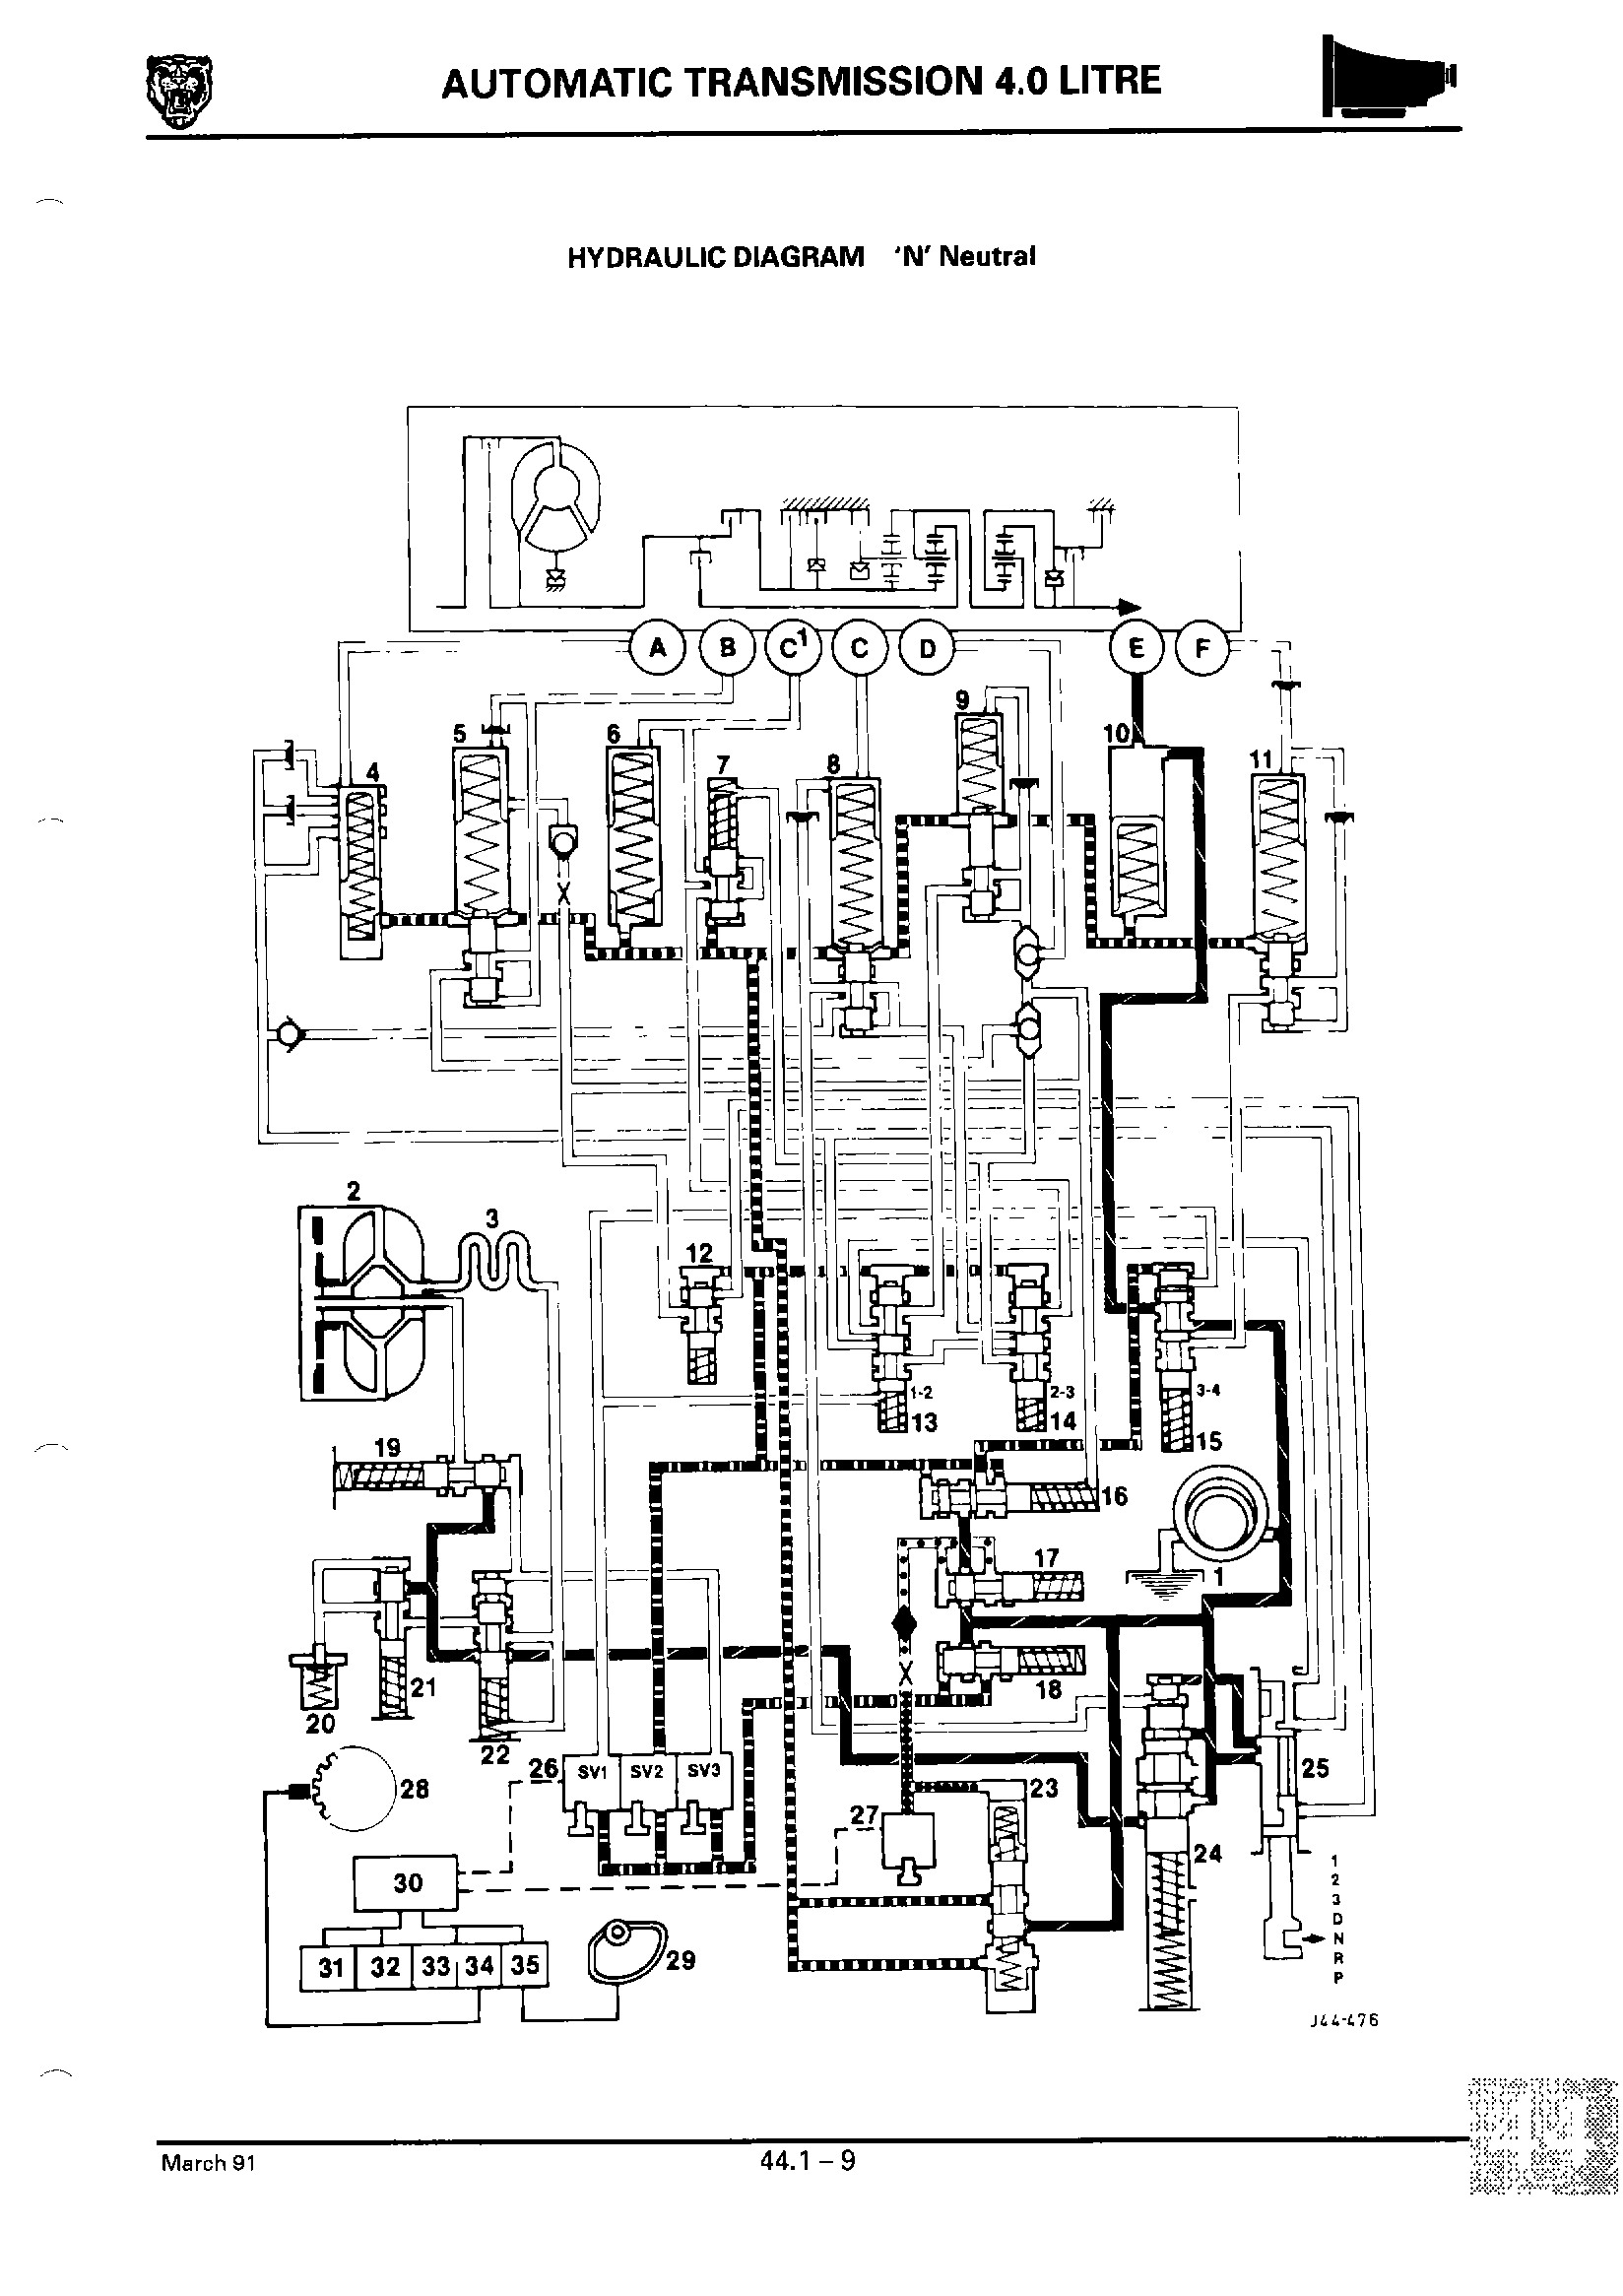 AUTOMATIC TRANSMISSION 4.0 LITRE
HYDRAULIC DIAGRAM 'N' Neutral
A B C1 C D E F
4 5 6 7 8 9 10 11
2 3
12
1-2
13
2-3
14
3-4
15
19
16
17
1
18
20 21 22
26 SV1 SV2 SV3
28
27
23
24
25
30
31 32 33 34 35
29
1
2
3
D
N
R
P
J44-476
March 91
44.1 – 9
44